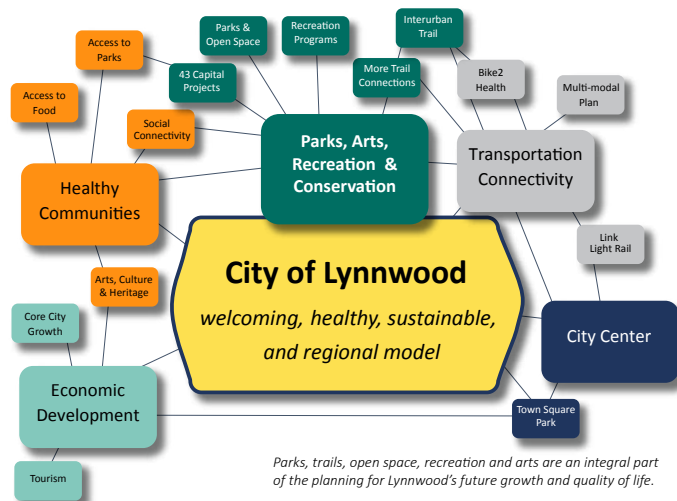 Interurban
Trail
Parks &
Open Space
Recreation
Programs
Access to
Parks
43 Capital
Projects
More Trail
Connections
Bike2
Health
Multi-modal
Plan
Access to
Food
Social
Connectivity
Parks, Arts,
Recreation &
Conservation
Transportation
Connectivity
Healthy
Communities
Link
Light Rail
City of Lynnwood
welcoming, healthy, sustainable,
and regional model
Arts, Culture
& Heritage
Core City
Growth
City Center
Economic
Development
Town Square
Park
Tourism
Parks, trails, open space, recreation and arts are an integral part
of the planning for Lynnwood's future growth and quality of life.